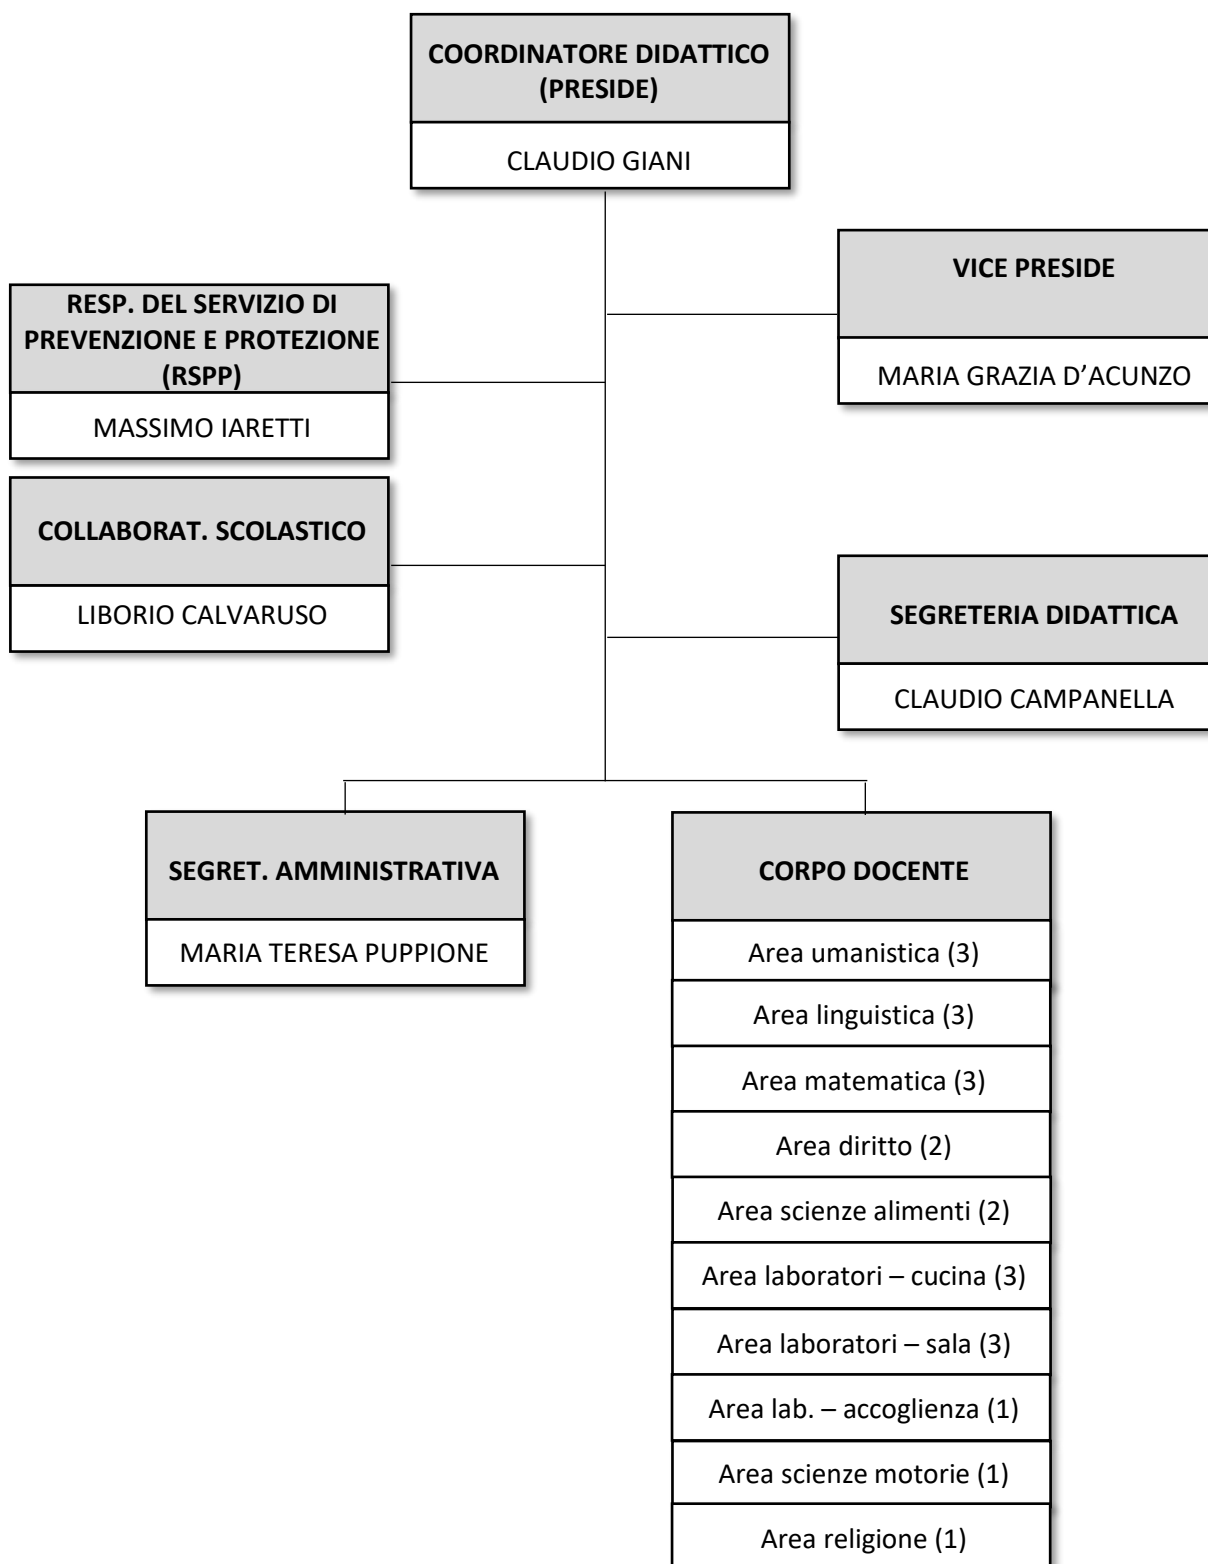 COORDINATORE DIDATTICO
(PRESIDE)
CLAUDIO GIANI
VICE PRESIDE
MARIA GRAZIA D’ACUNZO
RESP. DEL SERVIZIO DI
PREVENZIONE E PROTEZIONE
(RSPP)
MASSIMO IARETTI
COLLABORAT. SCOLASTICO
LIBORIO CALVARUSO
SEGRETERIA DIDATTICA
CLAUDIO CAMPANELLA
SEGRET. AMMINISTRATIVA
MARIA TERESA PUPPIONE
CORPO DOCENTE
Area umanistica (3)
Area linguistica (3)
Area matematica (3)
Area diritto (2)
Area scienze alimenti (2)
Area laboratori – cucina (3)
Area laboratori – sala (3)
Area lab. – accoglienza (1)
Area scienze motorie (1)
Area religione (1)